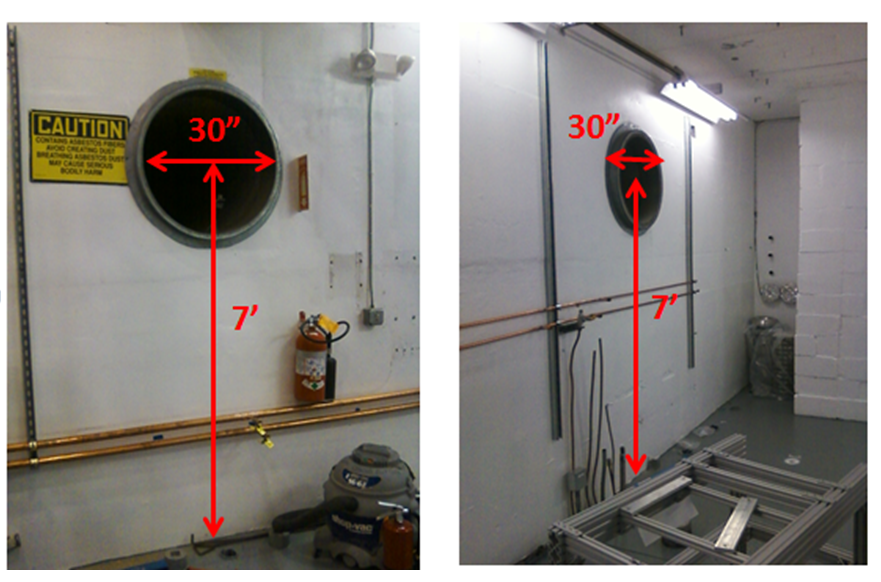 CAUTION
CONTAINS ASBESTOS FIBERS
AVOID CREATING DUST
BREATHING ASBESTOS DUST
MAY CAUSE SERIOUS
BODILY HARM
30”
7’
30”
7’